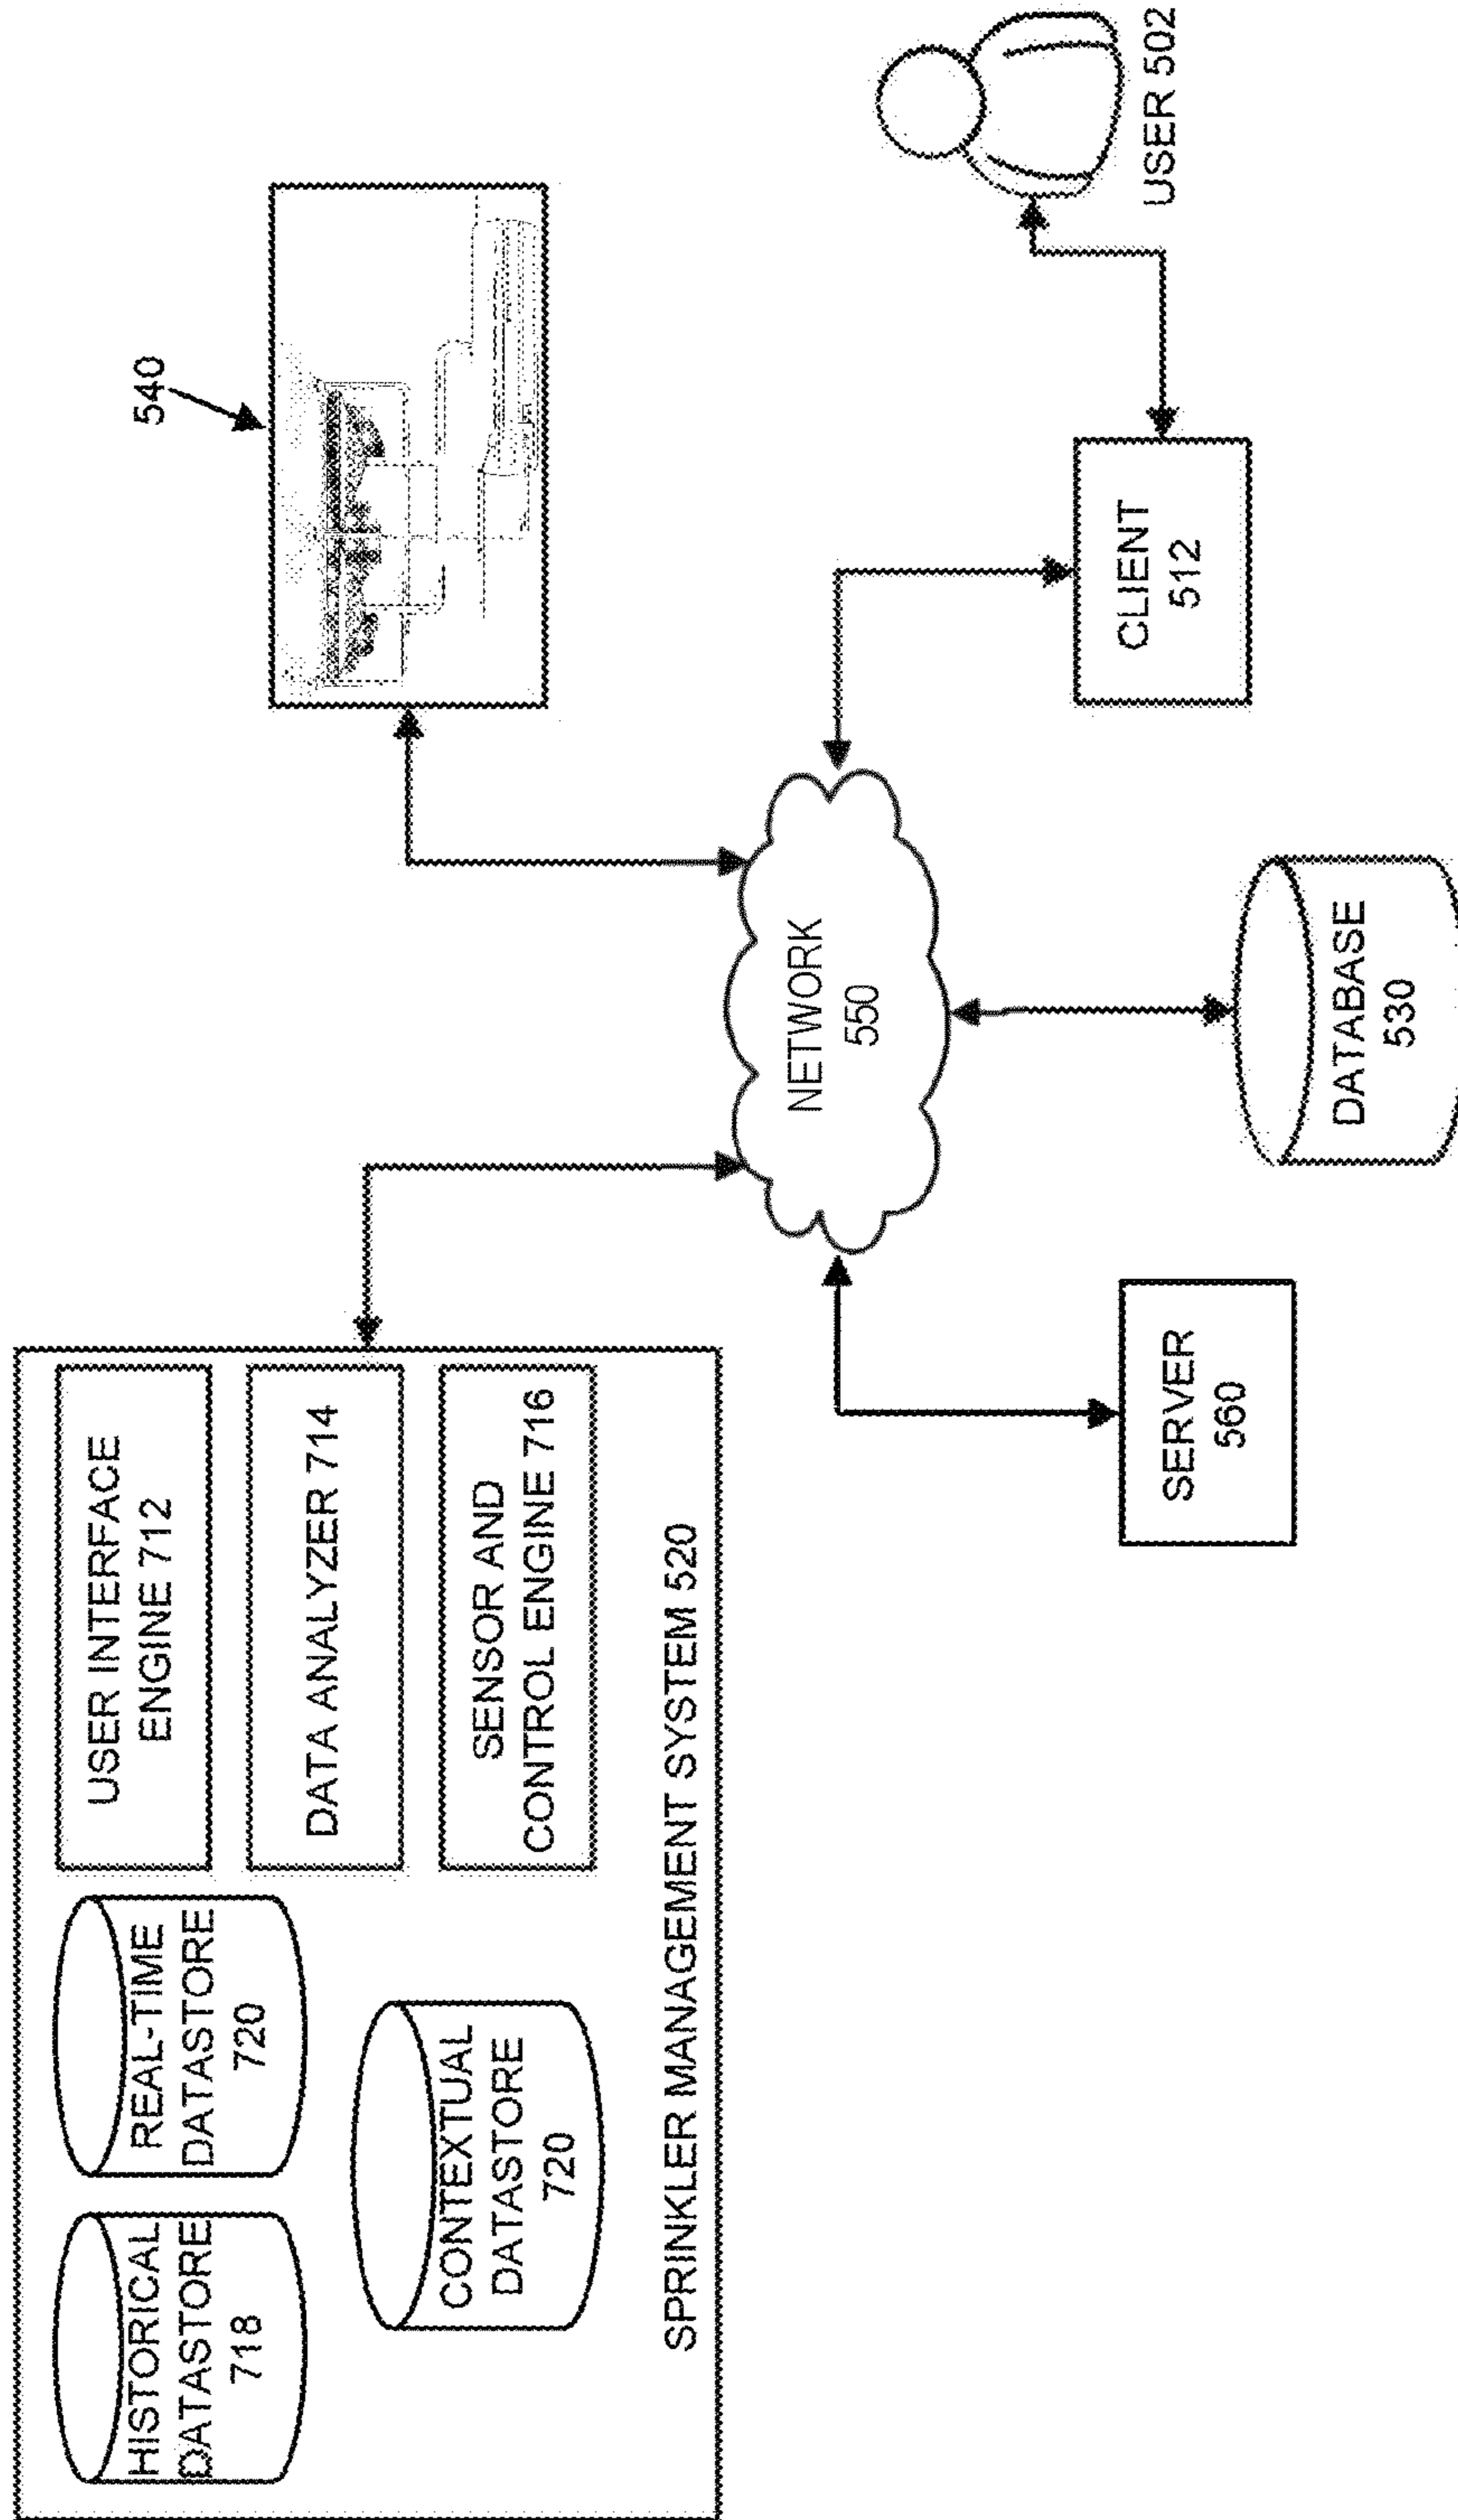 HISTORICAL
DATASTORE
718
REAL-TIME
DATASTORE
720
USER INTERFACE
ENGINE 712
DATA ANALYZER 714
CONTEXTUAL
DATASTORE
720
SENSOR AND
CONTROL ENGINE 716
SPRINKLER MANAGEMENT SYSTEM 520
540
NETWORK
550
SERVER
560
DATABASE
530
CLIENT
512
USER 502